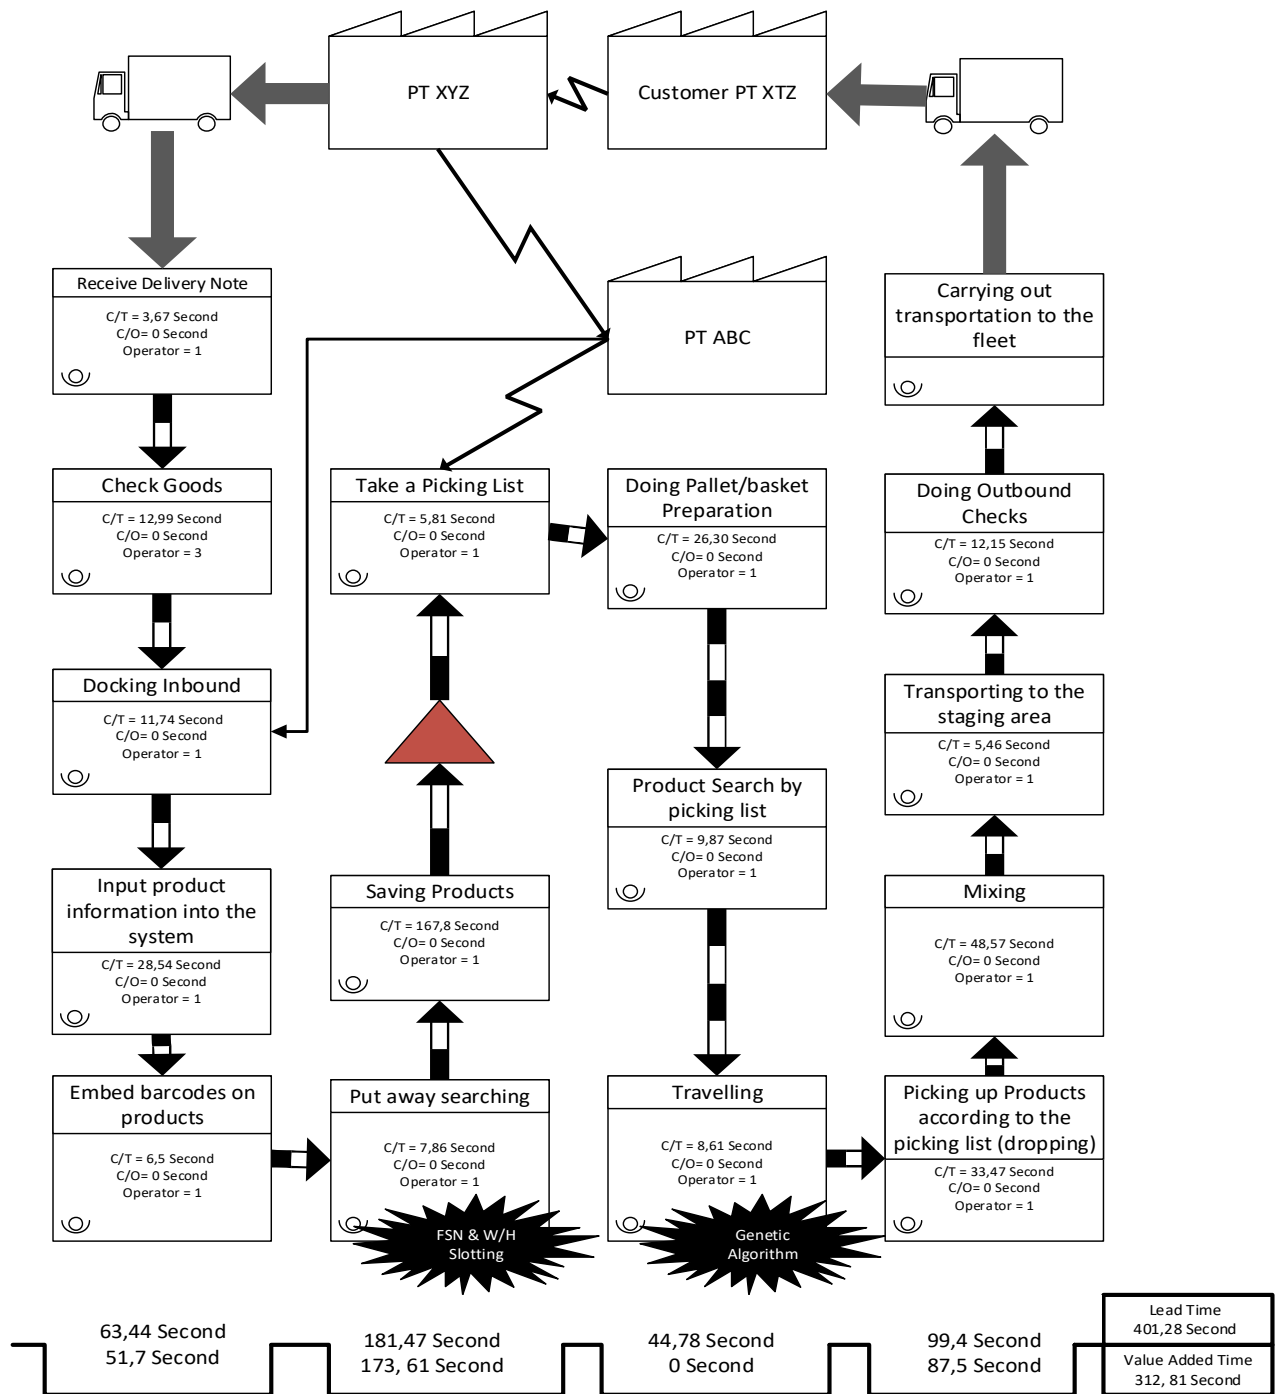 PT XYZ
Customer PT XTZ
Receive Delivery Note
C/T = 3,67 Second
C/O= 0 Second
Operator = 1
PT ABC
Carrying out
transportation to the
fleet
Check Goods
C/T = 12,99 Second
C/O= 0 Second
Operator = 3
Take a Picking List
C/T = 5,81 Second
C/O= 0 Second
Operator = 1
Doing Pallet/basket
Preparation
C/T = 26,30 Second
C/O= 0 Second
Operator = 1
Doing Outbound
Checks
C/T = 12,15 Second
C/O= 0 Second
Operator = 1
Docking Inbound
C/T = 11,74 Second
C/O= 0 Second
Operator = 1
Transporting to the
staging area
C/T = 5,46 Second
C/O= 0 Second
Operator = 1
Product Search by
picking list
C/T = 9,87 Second
C/O= 0 Second
Operator = 1
Input product
information into the
system
C/T = 28,54 Second
C/O= 0 Second
Operator = 1
Saving Products
C/T = 167,8 Second
C/O= 0 Second
Operator = 1
Mixing
C/T = 48,57 Second
C/O= 0 Second
Operator = 1
Embed barcodes on
products
C/T = 6,5 Second
C/O= 0 Second
Operator = 1
Put away searching
C/T = 7,86 Second
C/O= 0 Second
Operator = 1
FSN & W/H
Slotting
Travelling
C/T = 8,61 Second
C/O= 0 Second
Operator = 1
Genetic
Algorithm
Picking up Products
according to the
picking list (dropping)
C/T = 33,47 Second
C/O= 0 Second
Operator = 1
63,44 Second
51,7 Second
181,47 Second
173, 61 Second
44,78 Second
0 Second
99,4 Second
87,5 Second
Lead Time
401,28 Second
Value Added Time
312, 81 Second